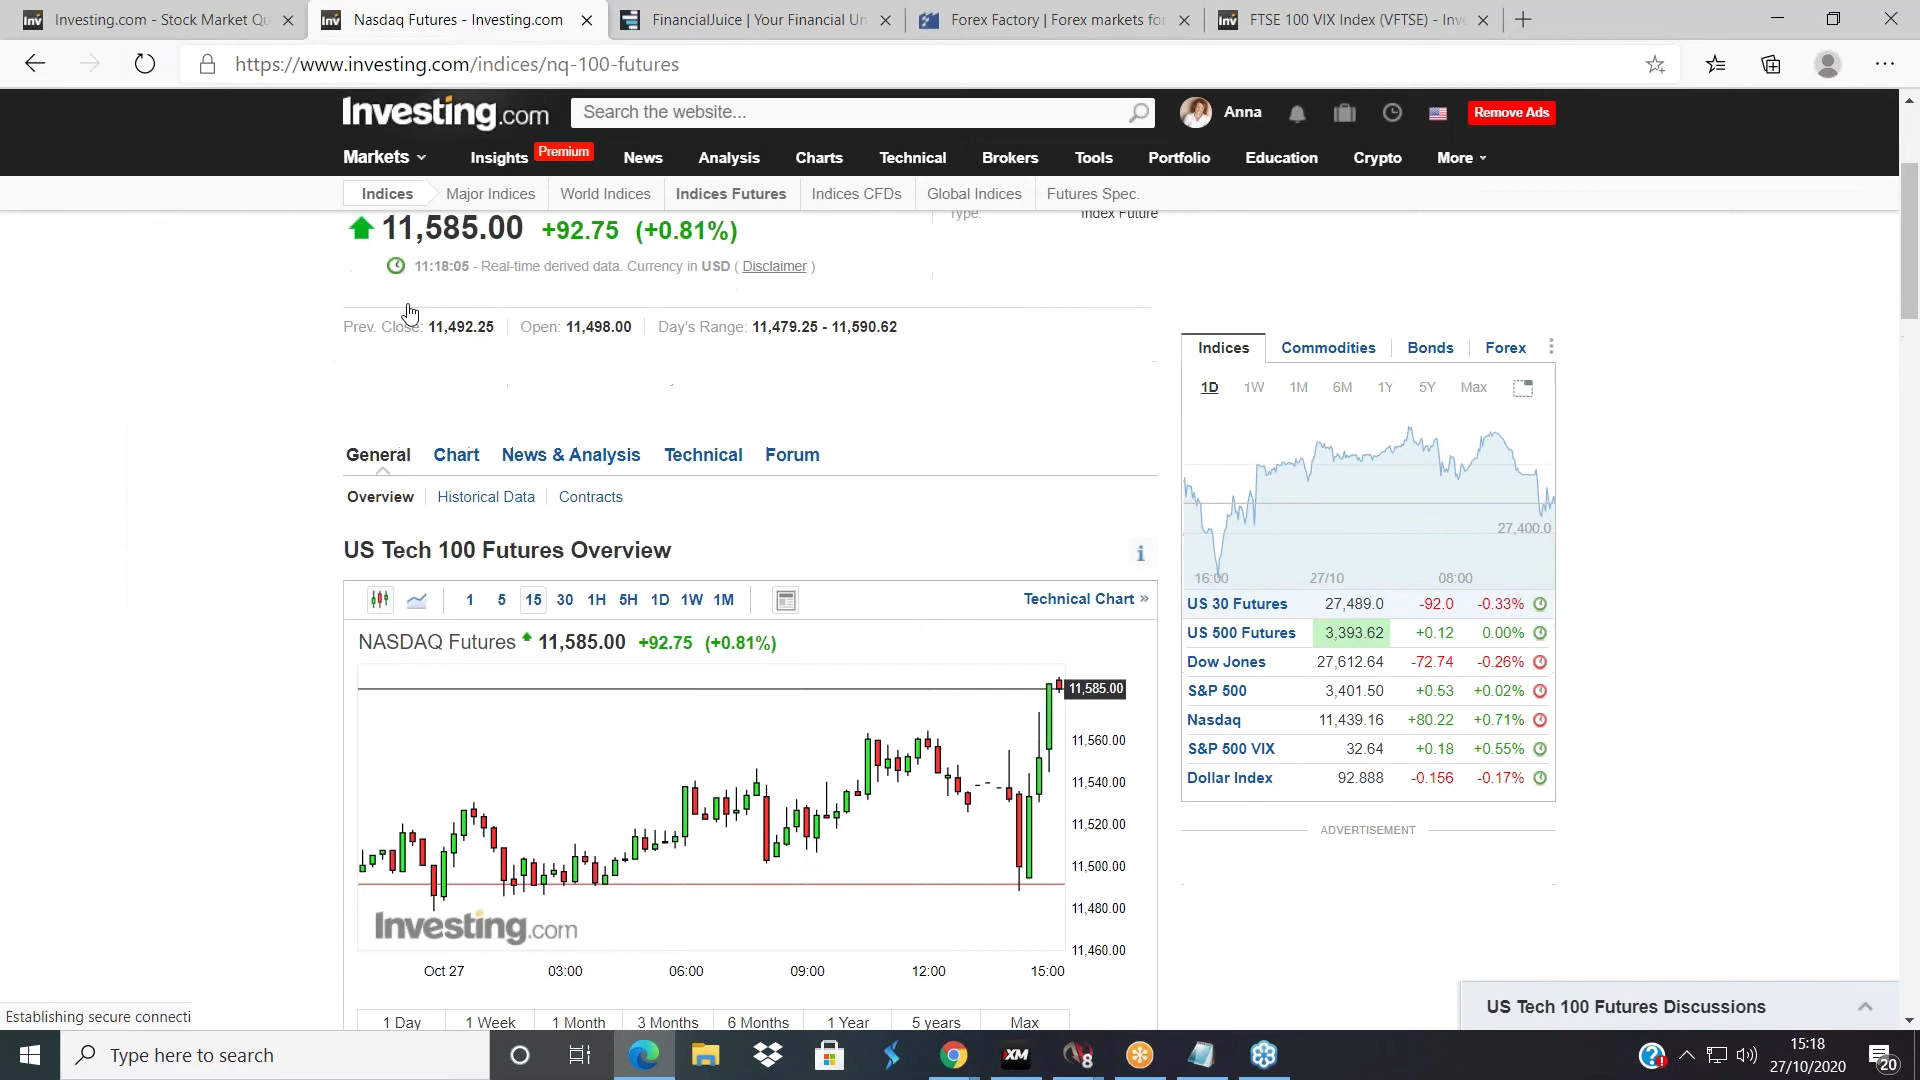 Investing.com - Stock Market Qu
Nasdaq Futures - Investing.com
FinancialJuice | Your Financial Un
Forex Factory | Forex markets for
FTSE 100 VIX Index (VFTSE) - Inve
https://www.investing.com/indices/nq-100-futures
Investing.com
Search the website...
Anna
Remove Ads
Markets
Insights
Premium
News
Analysis
Charts
Technical
Brokers
Tools
Portfolio
Education
Crypto
More
Indices
Major Indices
World Indices
Indices Futures
Indices CFDs
Global Indices
Futures Spec.
11,585.00 +92.75 (+0.81%)
Type: Index Future
11:18:05 - Real-time derived data. Currency in USD ( Disclaimer )
Prev. Close: 11,492.25
Open: 11,498.00
Day's Range: 11,479.25 - 11,590.62
General
Chart
News & Analysis
Technical
Forum
Overview
Historical Data
Contracts
US Tech 100 Futures Overview
1 5 15 30 1H 5H 1D 1W 1M
Technical Chart »
NASDAQ Futures 11,585.00 +92.75 (+0.81%)
11,585.00
11,560.00
11,540.00
11,520.00
11,500.00
11,480.00
11,460.00
Investing.com
Oct 27 03:00 06:00 09:00 12:00 15:00
1 Day 1 Week 1 Month 3 Months 6 Months 1 Year 5 years Max
Indices
Commodities
Bonds
Forex
1D 1W 1M 6M 1Y 5Y Max
27,400.0
16:00 27/10 08:00
US 30 Futures 27,489.0 -92.0 -0.33%
US 500 Futures 3,393.62 +0.12 0.00%
Dow Jones 27,612.64 -72.74 -0.26%
S&P 500 3,401.50 +0.53 +0.02%
Nasdaq 11,439.16 +80.22 +0.71%
S&P 500 VIX 32.64 +0.18 +0.55%
Dollar Index 92.888 -0.156 -0.17%
ADVERTISEMENT
US Tech 100 Futures Discussions
Establishing secure connecti
Type here to search
XM
8
15:18
27/10/2020
20